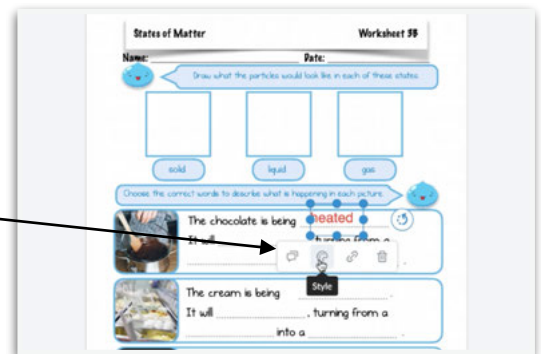 States of Matter Worksheet 3B
Name: Date:
Draw what the particles would look like in each of these states.
solid liquid gas
Choose the correct words to describe what is happening in each picture.
The chocolate is being heated
It will turning from a
.
Style
The cream is being .
It will , turning from a
into a .